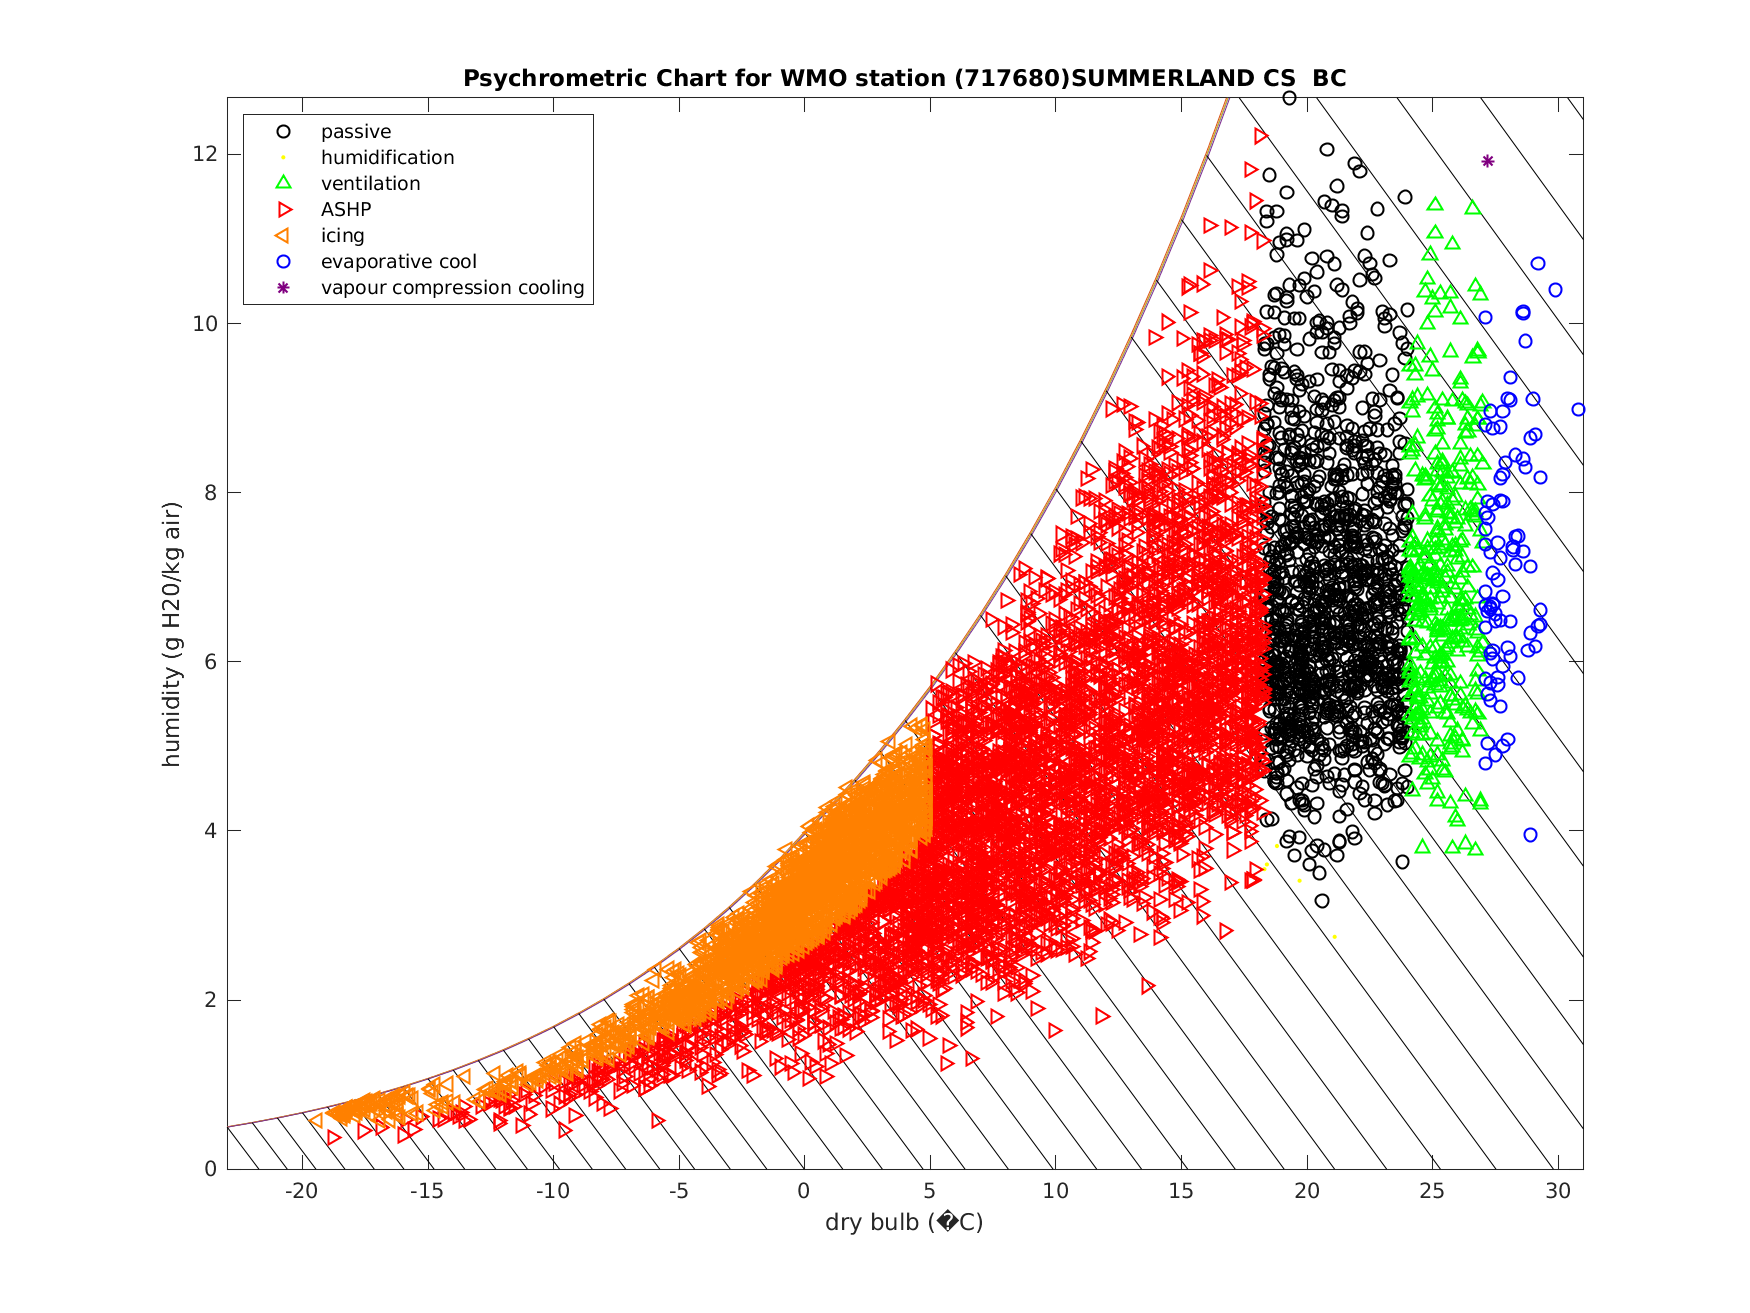 Psychrometric Chart for WMO station (717680)SUMMERLAND CS  BC
passive
humidification
ventilation
ASHP
icing
evaporative cool
vapour compression cooling
humidity (g H20/kg air)
12
10
8
6
4
2
0
-20 -15 -10 -5 0 5 10 15 20 25 30
dry bulb (�C)